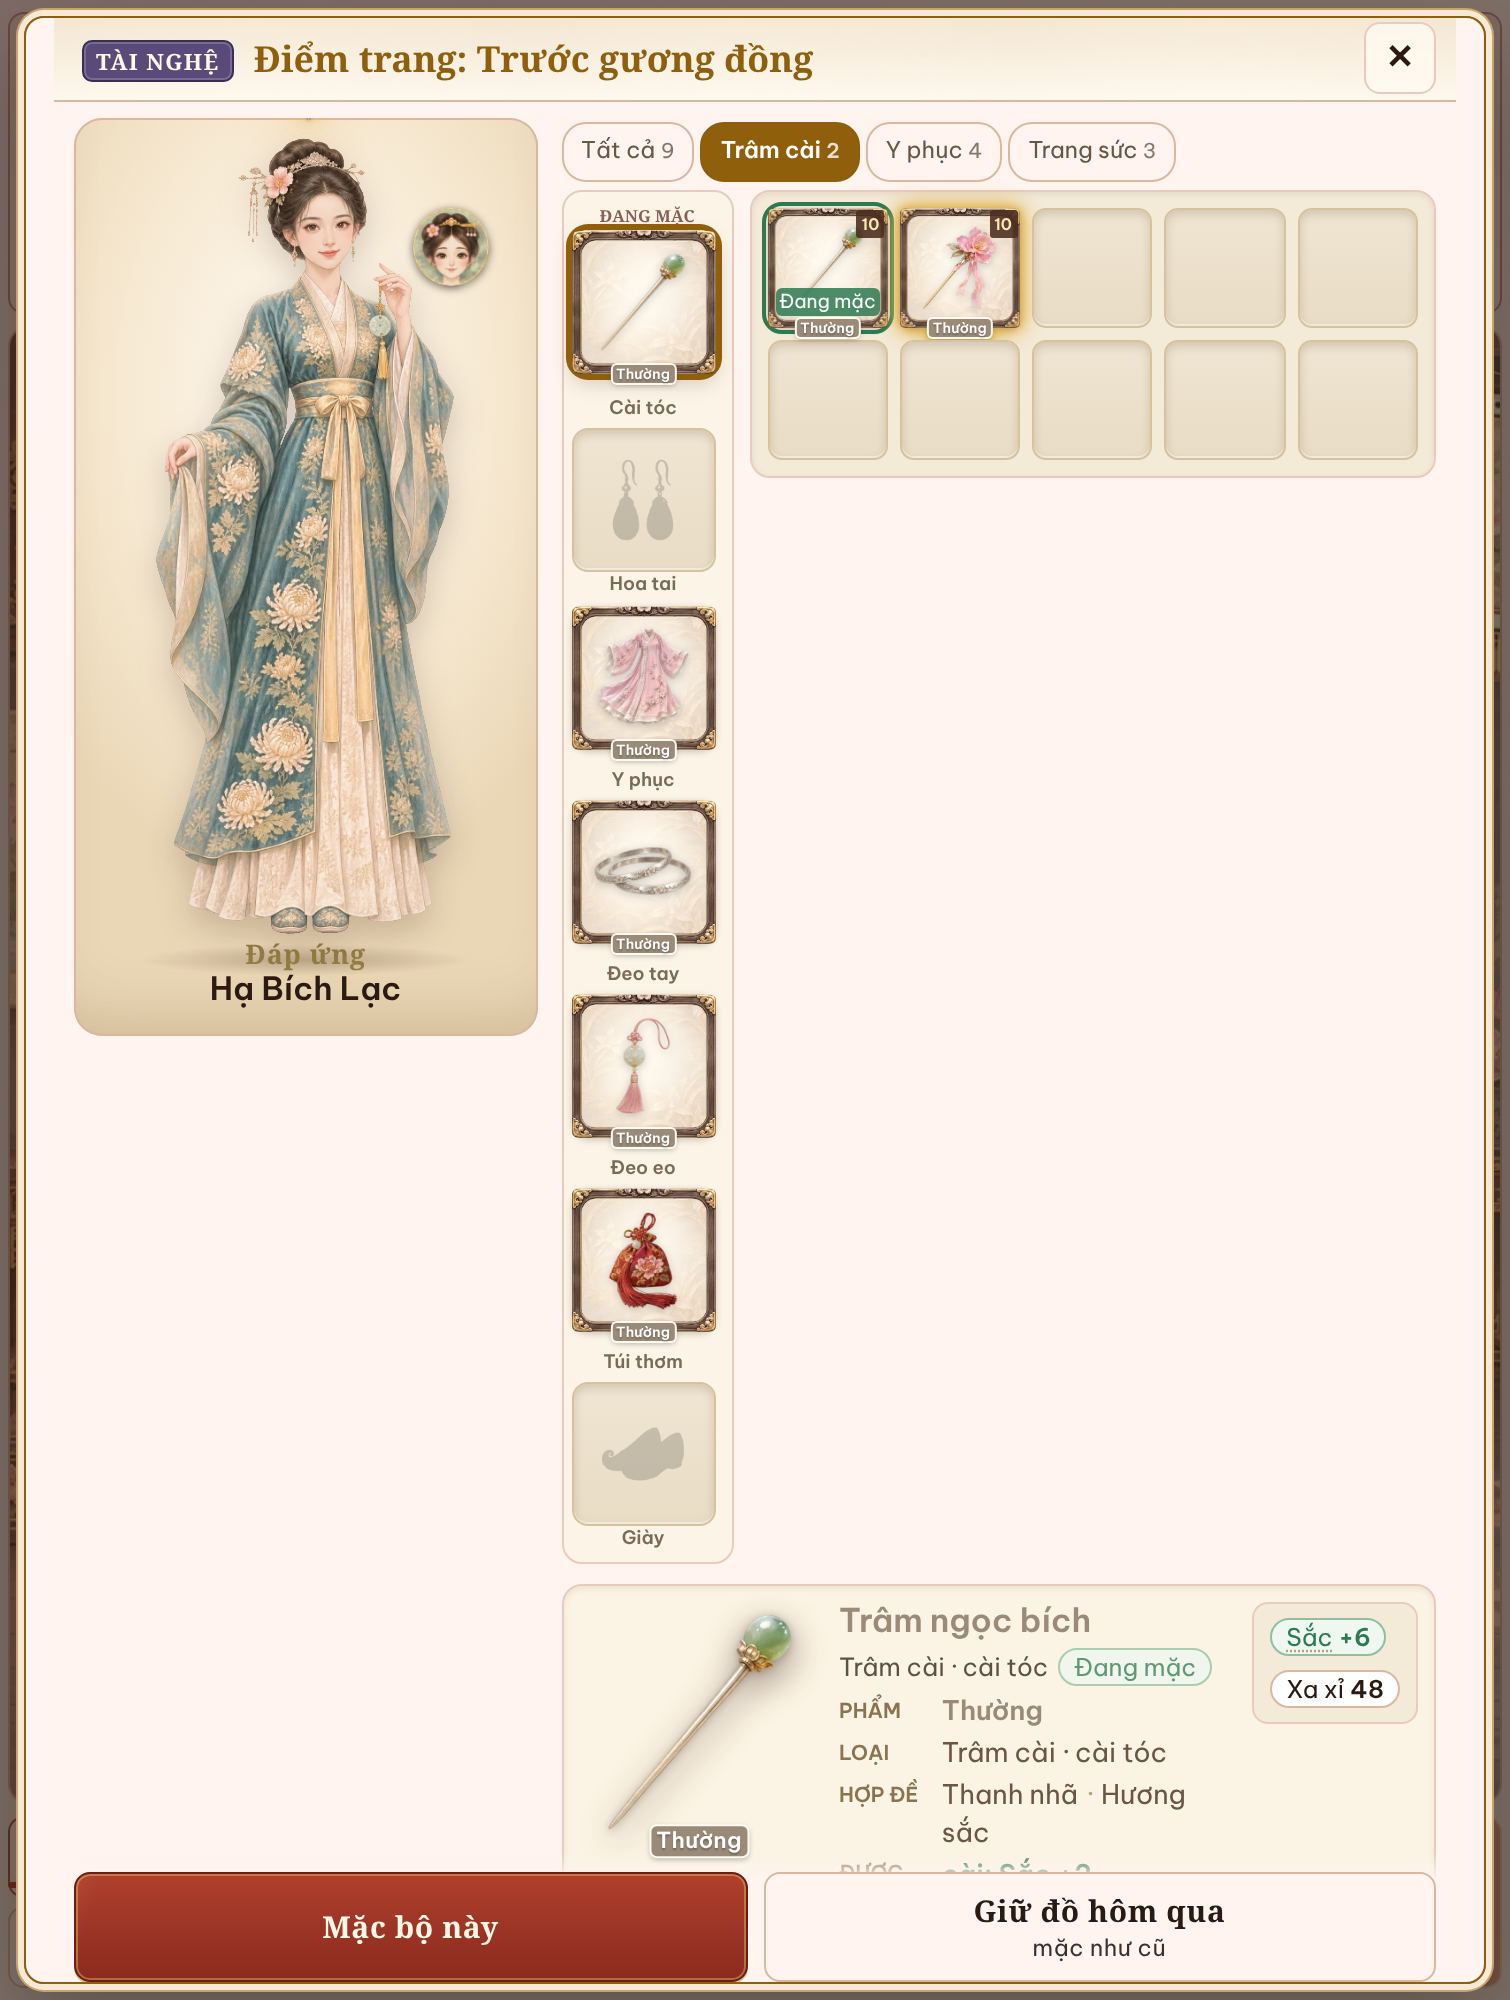 TÀI NGHỆ
Điểm trang: Trước gương đồng
✕
Tất cả 9
Trâm cài 2
Y phục 4
Trang sức 3
Đáp ứng
Hạ Bích Lạc
ĐANG MẶC
Thường
Cài tóc
Hoa tai
Thường
Y phục
Thường
Đeo tay
Thường
Đeo eo
Thường
Túi thơm
Giày
10
Đang mặc
Thường
10
Thường
Thường
Trâm ngọc bích
Trâm cài · cài tóc
Đang mặc
PHẨM Thường
LOẠI Trâm cài · cài tóc
HỢP ĐỀ Thanh nhã · Hương
sắc
Sắc +6
Xa xỉ 48
Mặc bộ này
Giữ đồ hôm qua
mặc như cũ